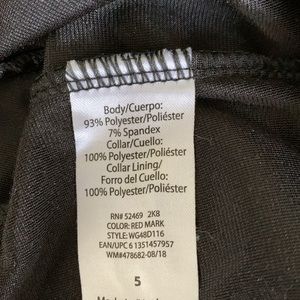 Body/Cuerpo:
93% Polyester/Poliéster
7% Spandex
Collar/Cuello:
100% Polyester/Poliéster
Collar Lining/
Forro del Cuello:
100% Polyester/Poliéster
RN# 52469 2K8
COLOR: RED MARK
STYLE: WG48D116
EAN/UPC 6 1351457957
WM#478682-08/18
5